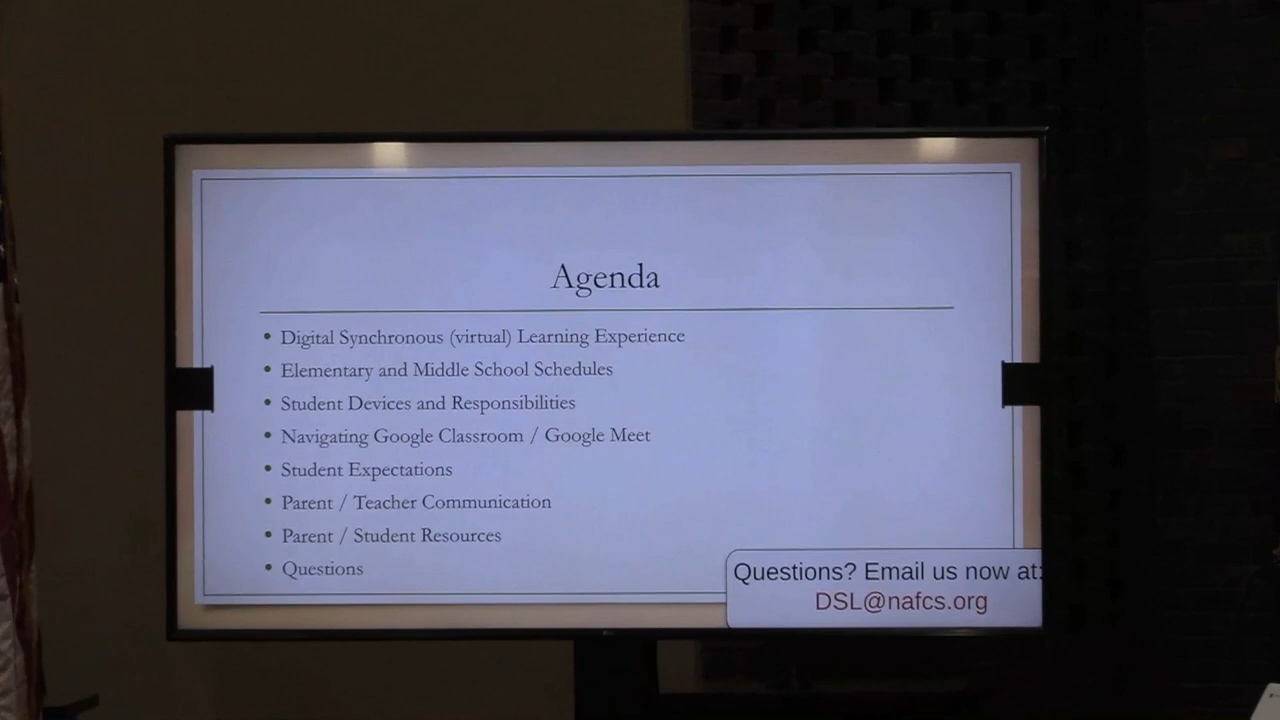 Agenda
• Digital Synchronous (virtual) Learning Experience
• Elementary and Middle School Schedules
• Student Devices and Responsibilities
• Navigating Google Classroom / Google Meet
• Student Expectations
• Parent / Teacher Communication
• Parent / Student Resources
• Questions
Questions? Email us now at:
DSL@nafcs.org